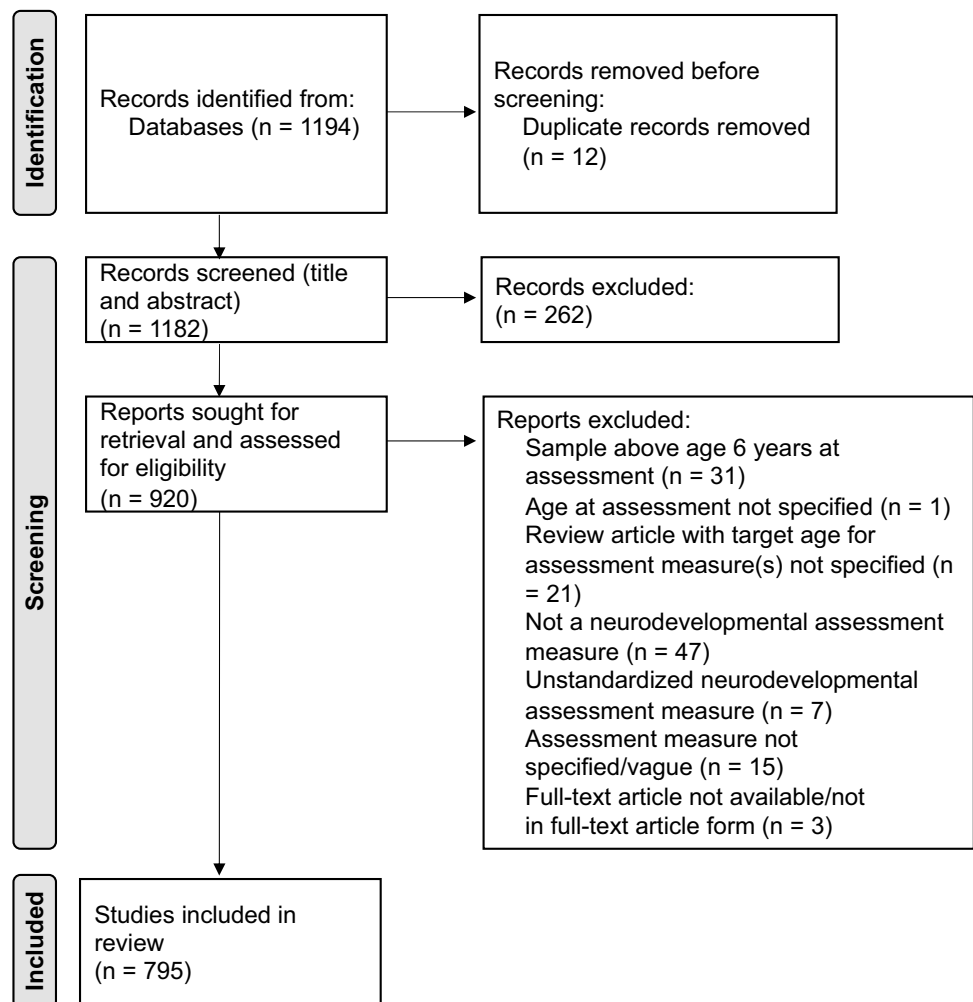 Identification
Records identified from:
Databases (n = 1194)
Records removed before
screening:
Duplicate records removed
(n = 12)
Screening
Records screened (title
and abstract)
(n = 1182)
Records excluded:
(n = 262)
Reports sought for
retrieval and assessed
for eligibility
(n = 920)
Reports excluded:
Sample above age 6 years at
assessment (n = 31)
Age at assessment not specified (n = 1)
Review article with target age for
assessment measure(s) not specified (n
= 21)
Not a neurodevelopmental assessment
measure (n = 47)
Unstandardized neurodevelopmental
assessment measure (n = 7)
Assessment measure not
specified/vague (n = 15)
Full-text article not available/not
in full-text article form (n = 3)
Included
Studies included in
review
(n = 795)